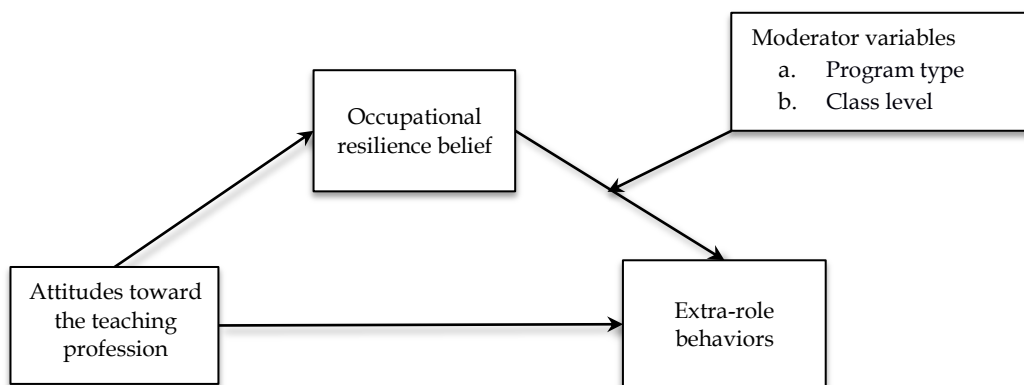 Moderator variables
a. Program type
b. Class level
Occupational
resilience belief
Attitudes toward
the teaching
profession
Extra-role
behaviors